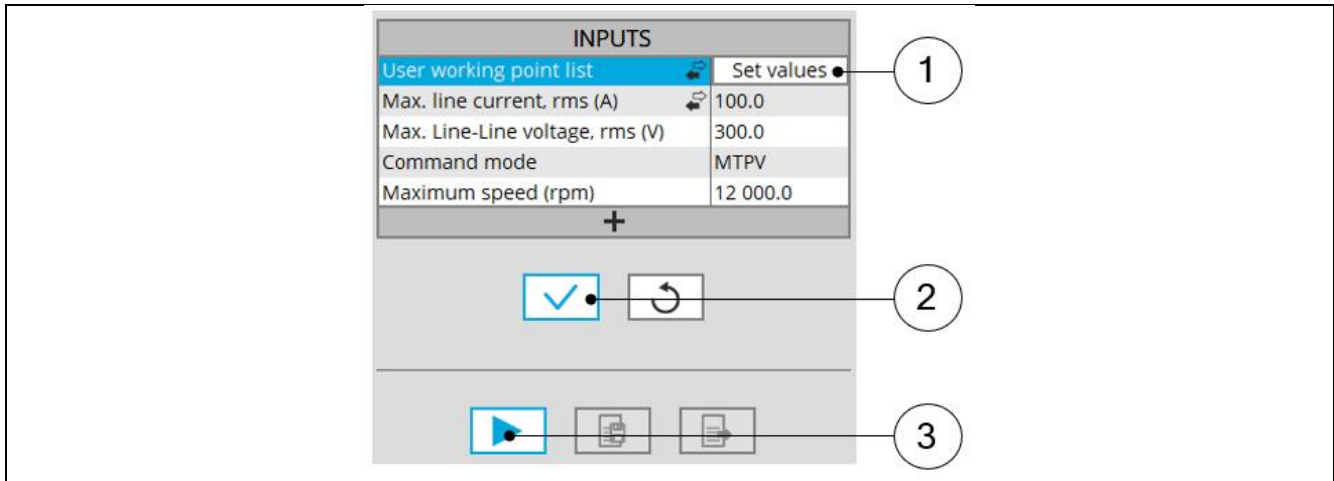 INPUTS
User working point list Set values
1
Max. line current, rms (A) 100.0
Max. Line-Line voltage, rms (V) 300.0
Command mode MTPV
Maximum speed (rpm) 12 000.0
+
2
3